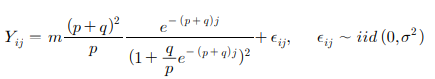 Y_{ij} = m \frac{(p+q)^2}{p} \frac{e^{-(p+q)j}}{(1+\frac{q}{p}e^{-(p+q)j})^2} + \epsilon_{ij}, \quad \epsilon_{ij} \sim iid\,(0,\sigma^2)